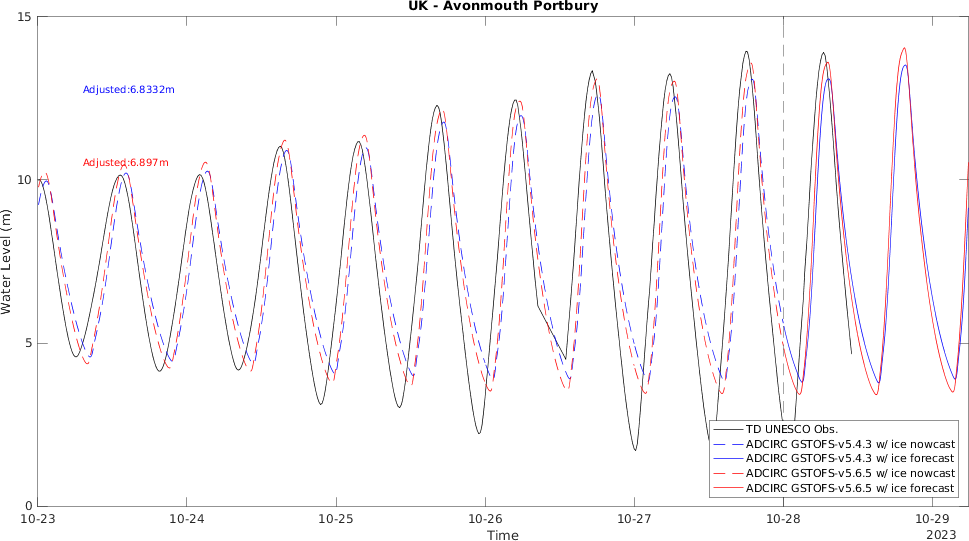 UK - Avonmouth Portbury
15
Adjusted:6.8332m
Adjusted:6.897m
10
Water Level (m)
5
TD UNESCO Obs.
ADCIRC GSTOFS-v5.4.3 w/ ice nowcast
ADCIRC GSTOFS-v5.4.3 w/ ice forecast
ADCIRC GSTOFS-v5.6.5 w/ ice nowcast
ADCIRC GSTOFS-v5.6.5 w/ ice forecast
0
10-23 10-24 10-25 10-26 10-27 10-28 10-29
Time
2023